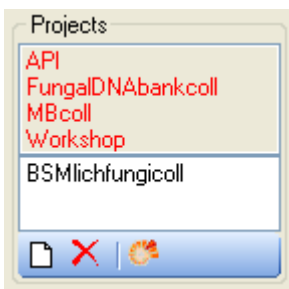 Projects
API
FungalDNAbankcoll
MBcoll
Workshop
BSMlichfungicoll